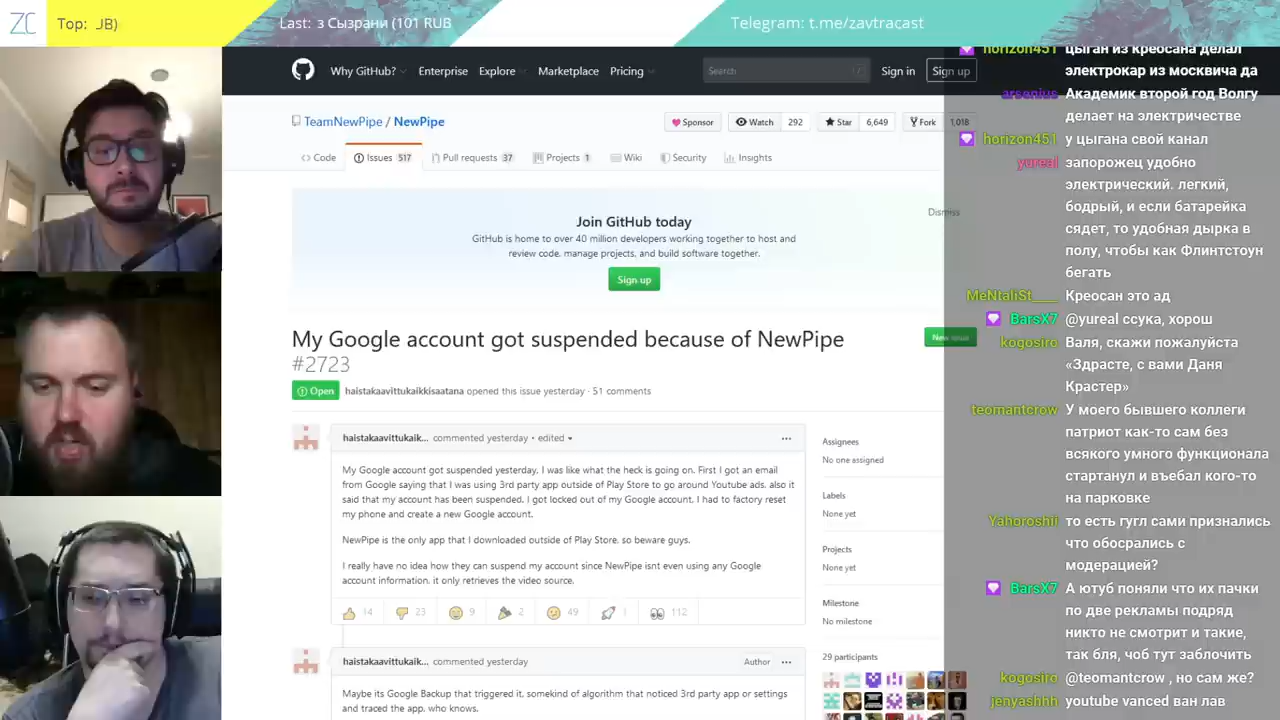 ZC
Top: JB)
Last: з Сызрани (101 RUB
Telegram: t.me/zavtracast
Why GitHub?
Enterprise
Explore
Marketplace
Pricing
Search
Sign in
Sign up
TeamNewPipe / NewPipe
Sponsor
Watch 292
Star 6,649
Fork 1,018
Code
Issues 517
Pull requests 37
Projects 1
Wiki
Security
Insights
Join GitHub today
Dismiss
GitHub is home to over 40 million developers working together to host and
review code, manage projects, and build software together.
Sign up
My Google account got suspended because of NewPipe
#2723
New issue
Open
haistakaavittukaikkisaatana opened this issue yesterday · 51 comments
haistakaavittukaik... commented yesterday • edited
My Google account got suspended yesterday. I was like what the heck is going on. First I got an email
from Google saying that I was using 3rd party app outside of Play Store to go around Youtube ads. also it
said that my account has been suspended. I got locked out of my Google account. I had to factory reset
my phone and create a new Google account.
NewPipe is the only app that I downloaded outside of Play Store. so beware guys.
I really have no idea how they can suspend my account since NewPipe isnt even using any Google
account information. it only retrieves the video source.
14
23
9
2
49
1
112
haistakaavittukaik... commented yesterday
Author
Maybe its Google Backup that triggered it, somekind of algorithm that noticed 3rd party app or settings
and traced the app. who knows.
Assignees
No one assigned
Labels
None yet
Projects
None yet
Milestone
No milestone
29 participants
horizon451 цыган из креосана делал
электрокар из москвича да
arsenius Академик второй год Волгу
делает на электричестве
horizon451 у цыгана свой канал
yureal запорожец удобно
электрический. легкий,
бодрый, и если батарейка
сядет, то удобная дырка в
полу, чтобы как Флинтстоун
бегать
MeNtaliSt____ Креосан это ад
BarsX7 @yureal ссука, хорош
kogosiro Валя, скажи пожалуйста
«Здрасте, с вами Даня
Крастер»
teomantcrow У моего бывшего коллеги
патриот как-то сам без
всякого умного функционала
стартанул и въебал кого-то
на парковке
Yahoroshii то есть гугл сами признались
что обосрались с
модерацией?
BarsX7 А ютуб поняли что их пачки
по две рекламы подряд
никто не смотрит и такие,
так бля, чоб тут заблочить
kogosiro @teomantcrow , но сам же?
jenyashhh youtube vanced ван лав